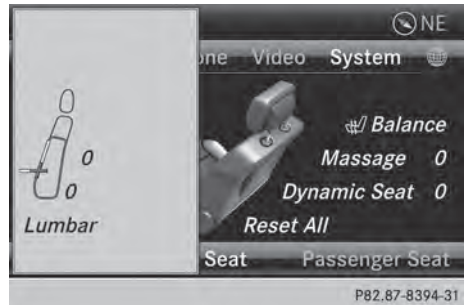 NE
one Video System
Balance
0 Massage 0
0 Dynamic Seat 0
Lumbar Reset All
Seat Passenger Seat
P82.87-8394-31